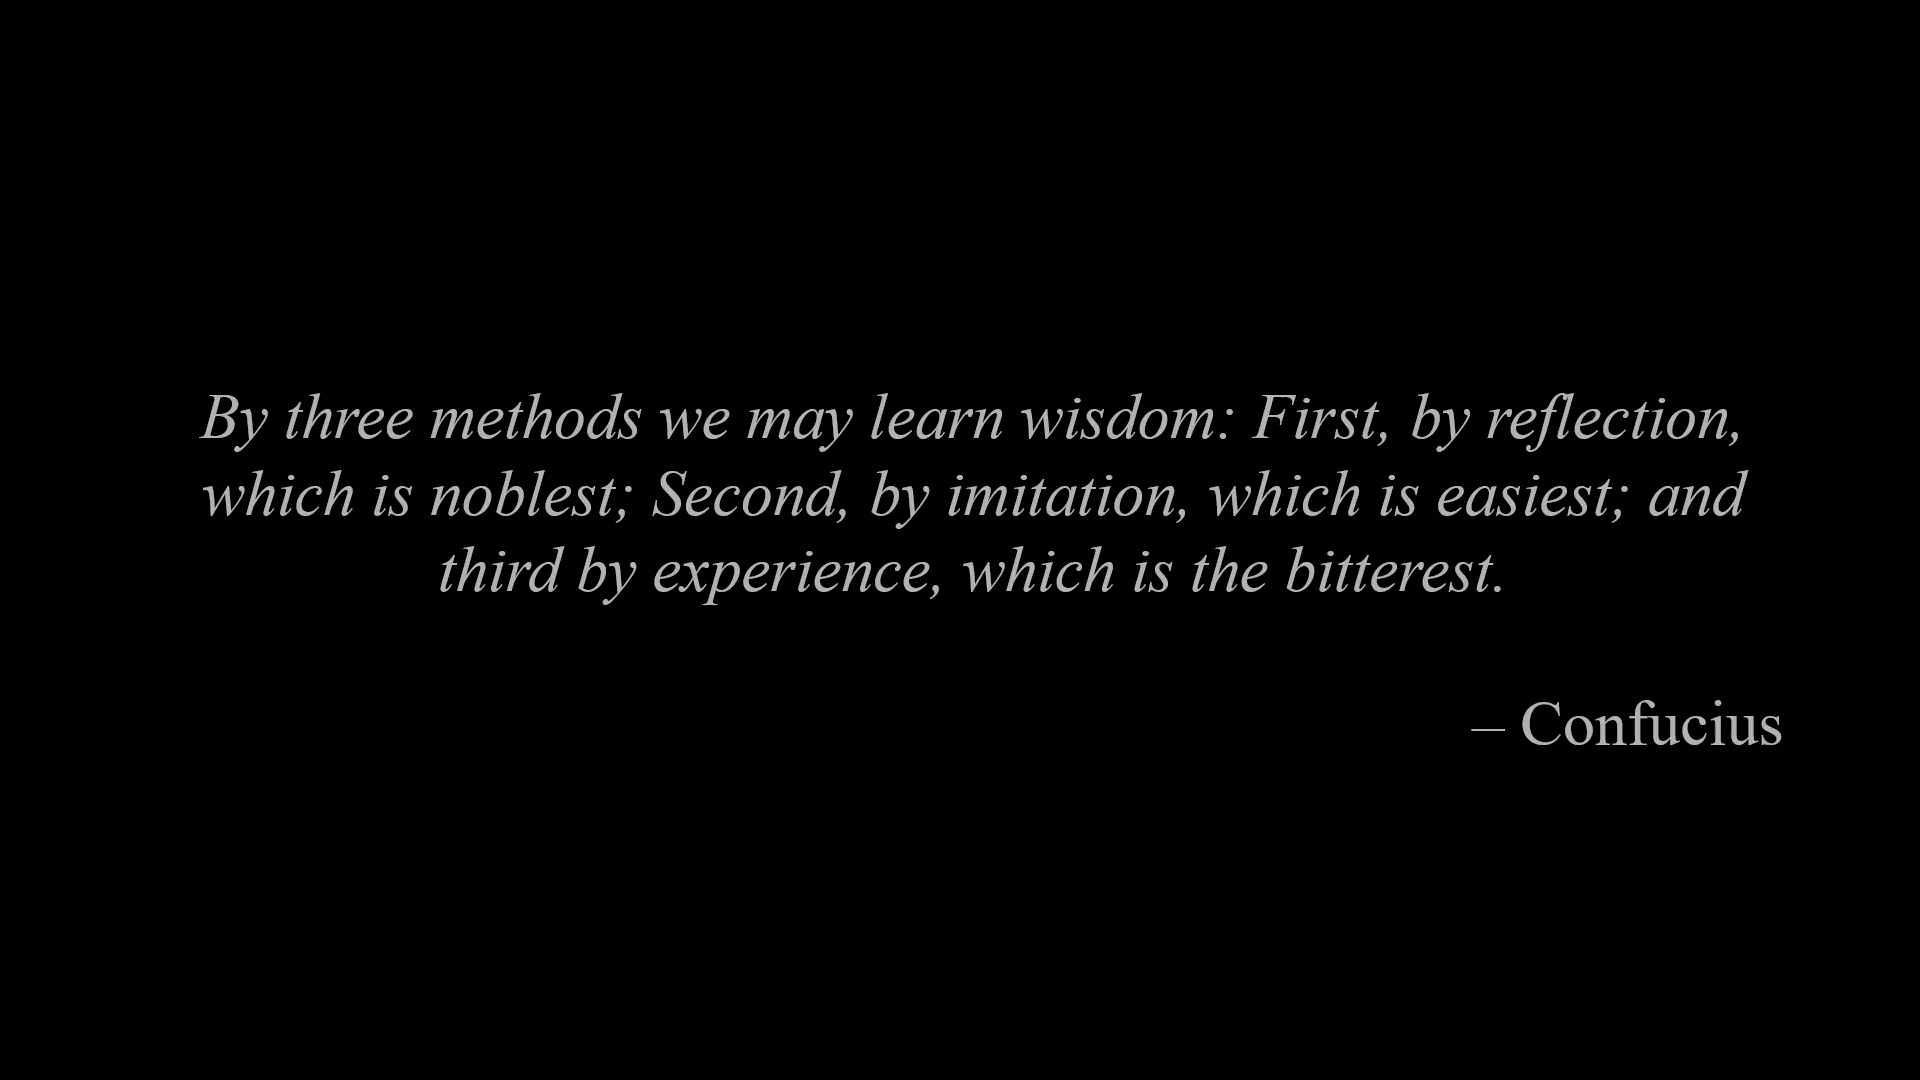 By three methods we may learn wisdom: First, by reflection,
which is noblest; Second, by imitation, which is easiest; and
third by experience, which is the bitterest.
– Confucius